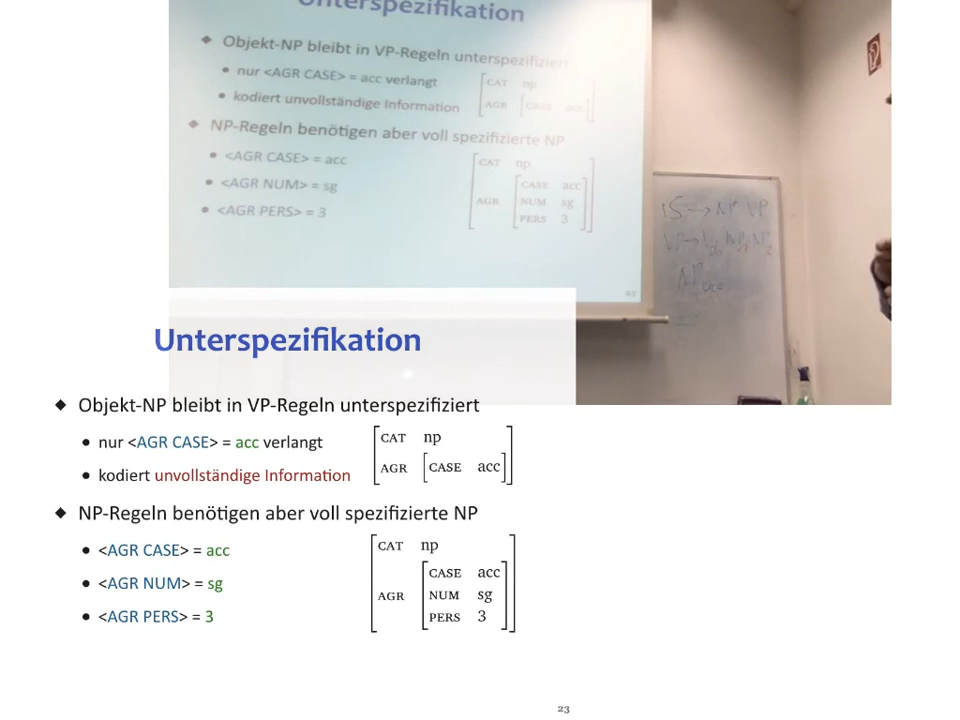 Unterspezifikation
◆ Objekt-NP bleibt in VP-Regeln unterspezifiziert
• nur <AGR CASE> = acc verlangt
CAT np
• kodiert unvollständige Information
AGR CASE acc
◆ NP-Regeln benötigen aber voll spezifizierte NP
• <AGR CASE> = acc
CAT np
• <AGR NUM> = sg
CASE acc
AGR NUM sg
• <AGR PERS> = 3
PERS 3
23
S → NP VP
Unterspezifikation
◆ Objekt-NP bleibt in VP-Regeln unterspezifiziert
• nur <AGR CASE> = acc verlangt
CAT np
• kodiert unvollständige Information
AGR CASE acc
◆ NP-Regeln benötigen aber voll spezifizierte NP
• <AGR CASE> = acc
CAT np
CASE acc
• <AGR NUM> = sg
AGR NUM sg
• <AGR PERS> = 3
PERS 3
23